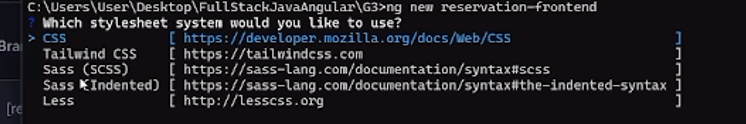 C:\Users\User\Desktop\FullStackJavaAngular\G3>ng new reservation-frontend
? Which stylesheet system would you like to use?
> CSS [ https://developer.mozilla.org/docs/Web/CSS ]
Tailwind CSS [ https://tailwindcss.com ]
Sass (SCSS) [ https://sass-lang.com/documentation/syntax#scss ]
Sass (Indented) [ https://sass-lang.com/documentation/syntax#the-indented-syntax ]
Less [ http://lesscss.org ]
Bra
[re